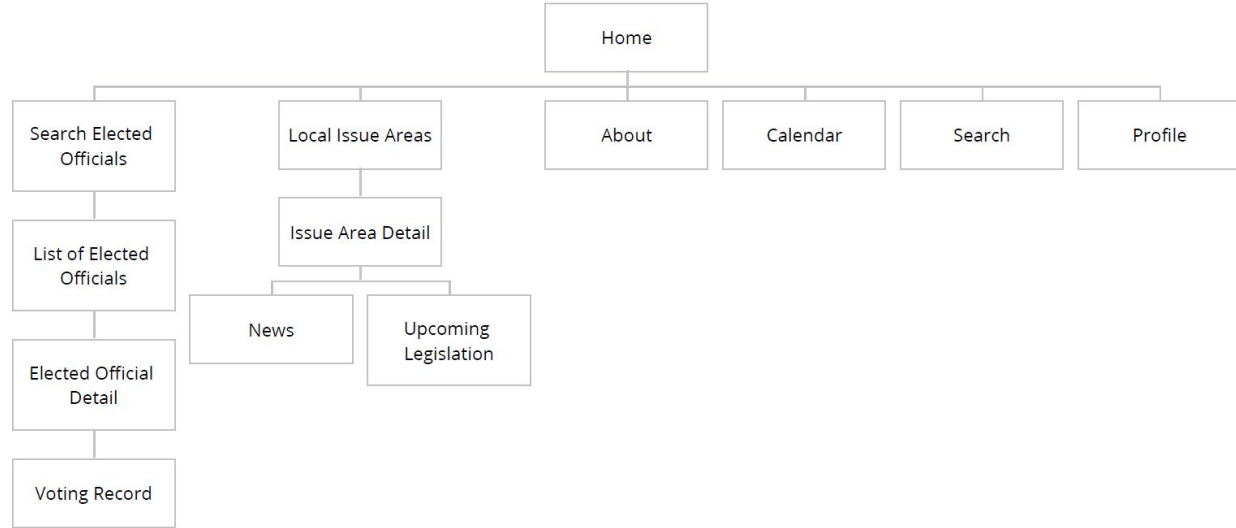 Home
Search Elected
Officials
Local Issue Areas
About
Calendar
Search
Profile
List of Elected
Officials
Issue Area Detail
News
Upcoming
Legislation
Elected Official
Detail
Voting Record